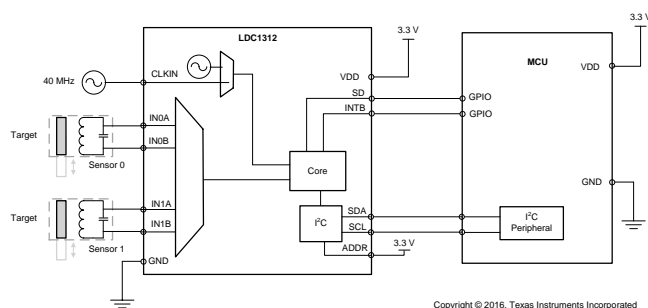 3.3 V
3.3 V
LDC1312
MCU
40 MHz
CLKIN
VDD
VDD
SD
GPIO
INTB
GPIO
Target
IN0A
IN0B
Sensor 0
Core
GND
Target
IN1A
IN1B
Sensor 1
I²C
SDA
SCL
ADDR
3.3 V
I²C
Peripheral
GND
Copyright © 2016, Texas Instruments Incorporated